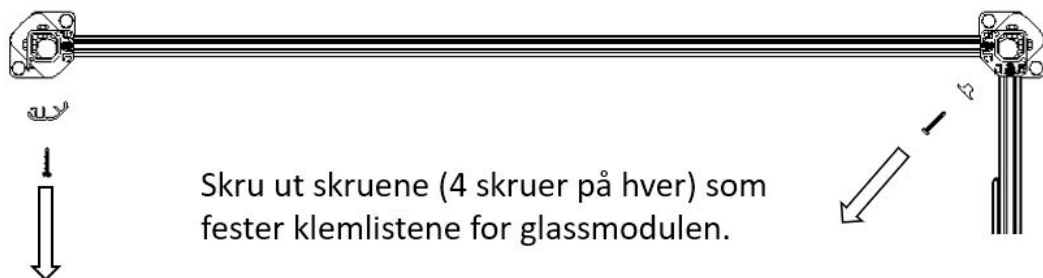 Skru ut skruene (4 skruer på hver) som
fester klemlistene for glassmodulen.